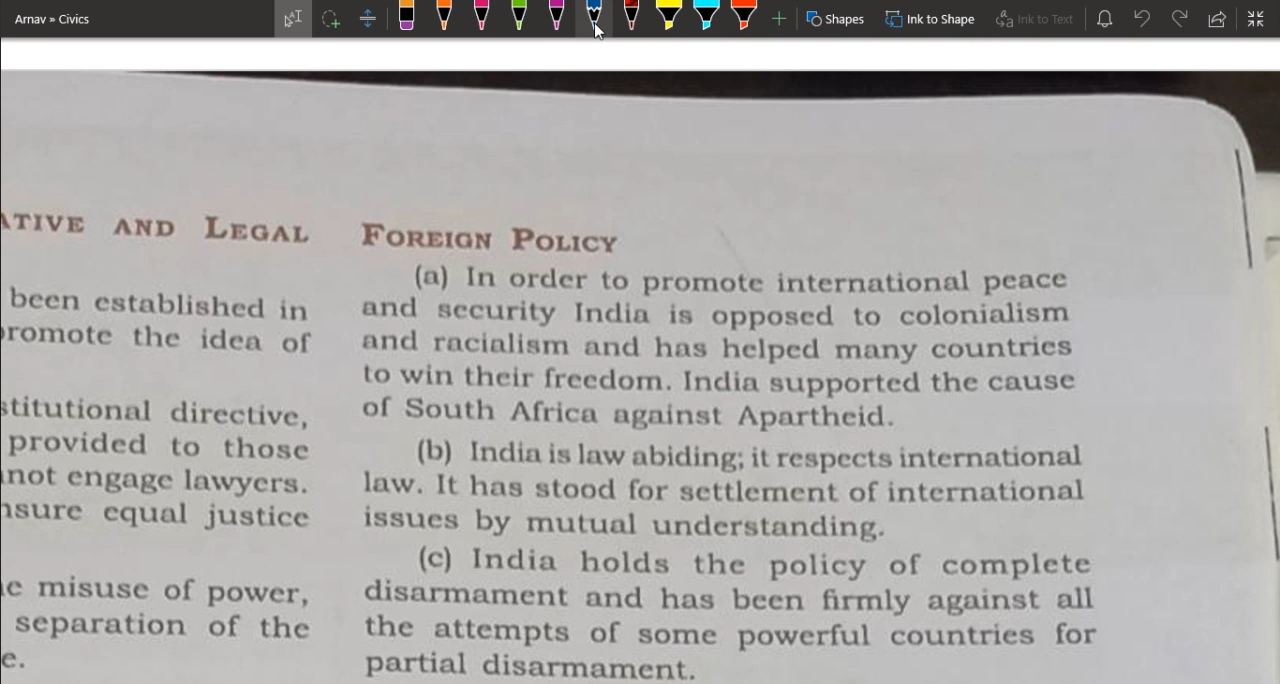 Arnav » Civics
Shapes
Ink to Shape
Ink to Text
AND LEGAL
been established in
the idea of
directive,
provided to those
engage lawyers.
equal justice
misuse of power,
separation of the
FOREIGN POLICY
(a) In order to promote international peace
and security India is opposed to colonialism
and racialism and has helped many countries
to win their freedom. India supported the cause
of South Africa against Apartheid.
(b) India is law abiding; it respects international
law. It has stood for settlement of international
issues by mutual understanding.
(c) India holds the policy of complete
disarmament and has been firmly against all
the attempts of some powerful countries for
partial disarmament.